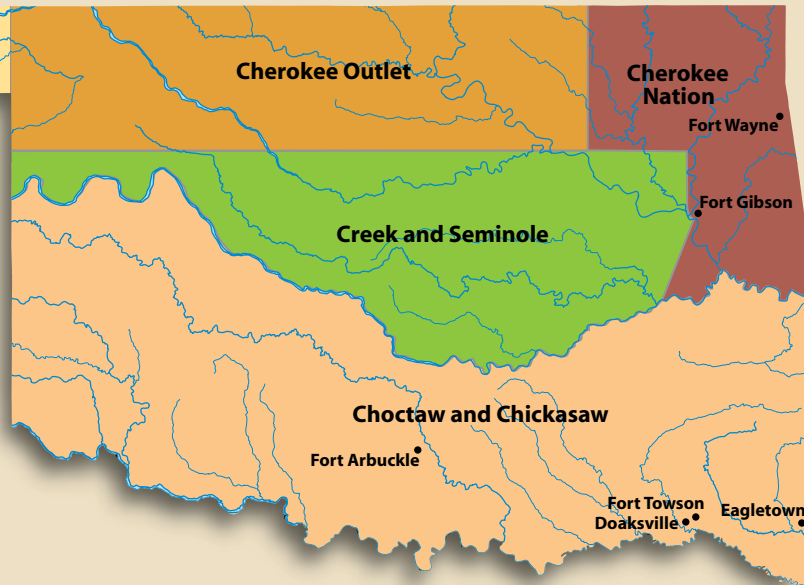 Cherokee Outlet
Cherokee
Nation
Fort Wayne
Fort Gibson
Creek and Seminole
Choctaw and Chickasaw
Fort Arbuckle
Fort Towson
Doaksville
Eagletown